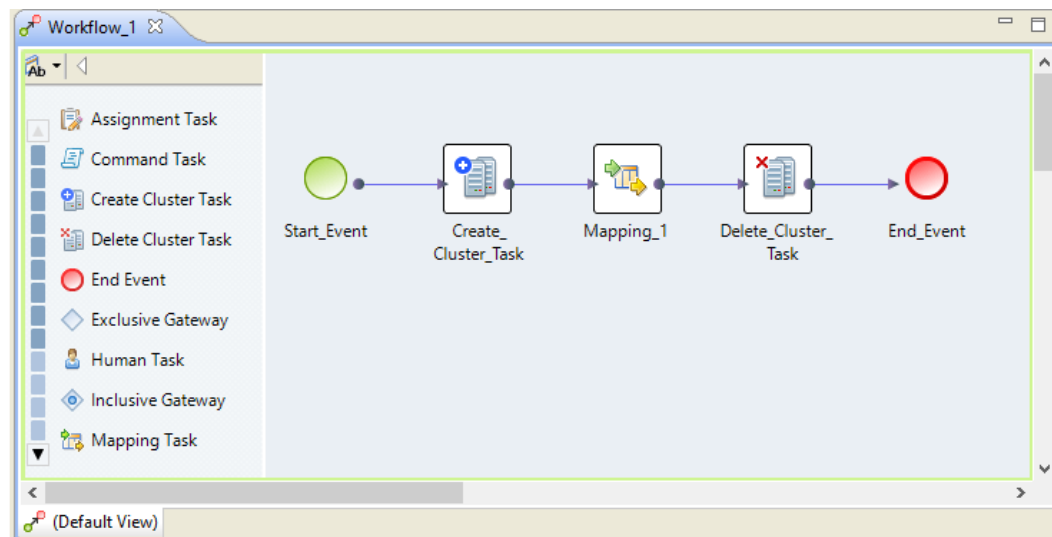 Workflow_1
Ab
Assignment Task
Command Task
Create Cluster Task
Delete Cluster Task
End Event
Exclusive Gateway
Human Task
Inclusive Gateway
Mapping Task
Start_Event
Create_
Cluster_Task
Mapping_1
Delete_Cluster_
Task
End_Event
(Default View)